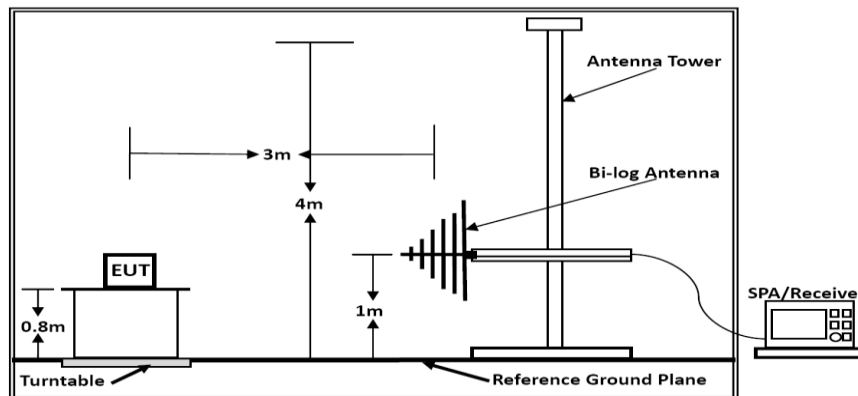 Antenna Tower
3m
Bi-log Antenna
4m
EUT
1m
0.8m
SPA/Receive
Turntable
Reference Ground Plane